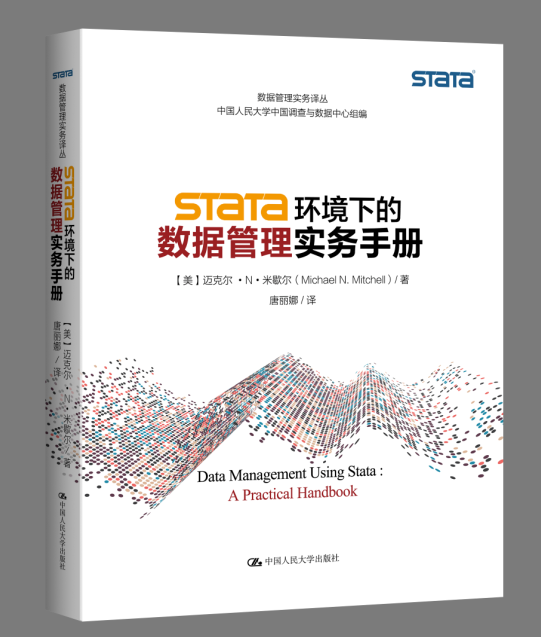 stata
数据管理实务译丛
中国人民大学中国调查与数据中心组编
stata 环境下的
数据管理实务手册
【美】迈克尔·N·米歇尔（Michael N. Mitchell）/ 著
唐丽娜 / 译
Data Management Using Stata :
A Practical Handbook
中国人民大学出版社
stata
数据管理实务译丛
stata 环境下的
数据管理实务手册
【美】迈克尔·N·米歇尔/著
唐丽娜/译
中国人民大学出版社